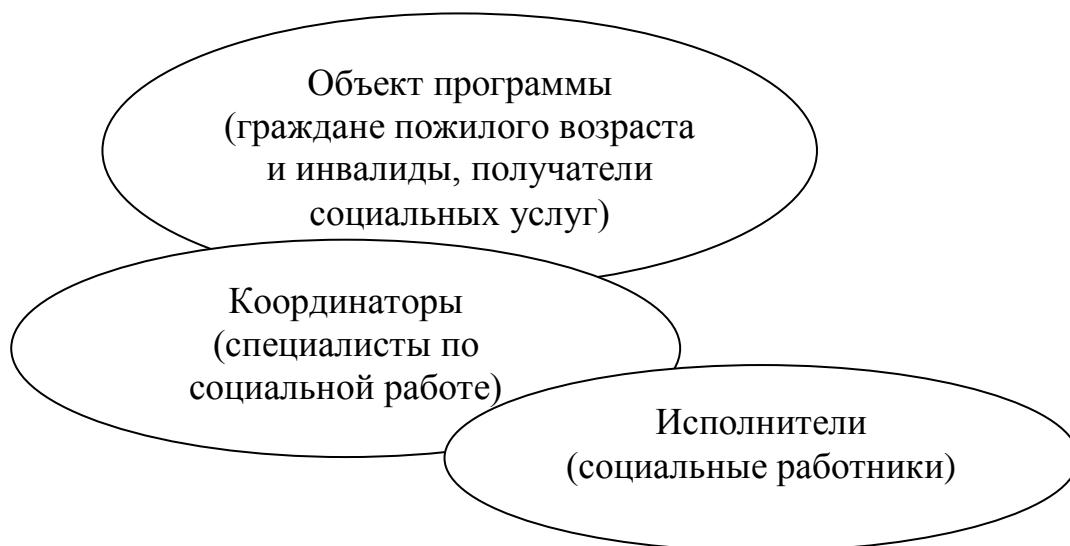 Объект программы
(граждане пожилого возраста
и инвалиды, получатели
социальных услуг)
Координаторы
(специалисты по
социальной работе)
Исполнители
(социальные работники)